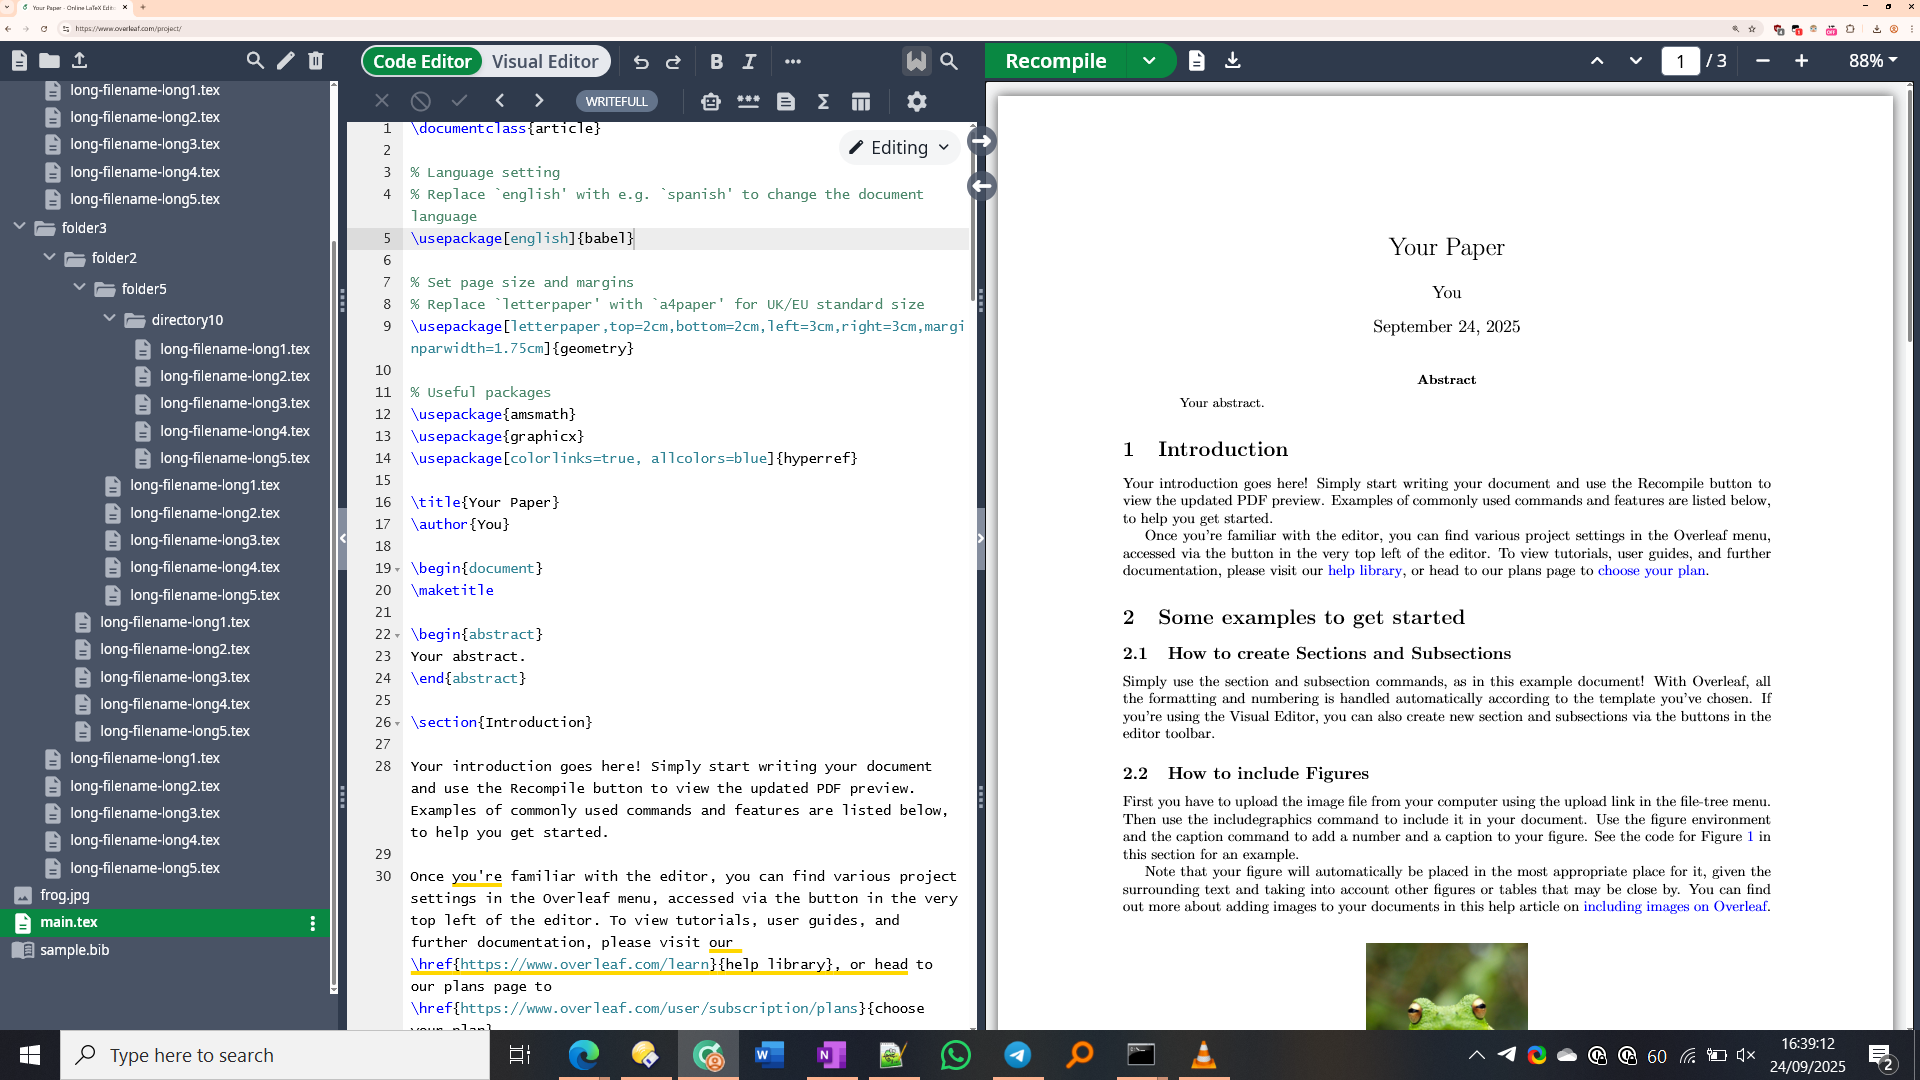 Your Paper - Online LaTeX Edit
https://www.overleaf.com/project/
Code Editor
Visual Editor
Recompile
1 / 3
88%
WRITEFULL
Editing
long-filename-long1.tex
long-filename-long2.tex
long-filename-long3.tex
long-filename-long4.tex
long-filename-long5.tex
folder3
folder2
folder5
directory10
long-filename-long1.tex
long-filename-long2.tex
long-filename-long3.tex
long-filename-long4.tex
long-filename-long5.tex
long-filename-long1.tex
long-filename-long2.tex
long-filename-long3.tex
long-filename-long4.tex
long-filename-long5.tex
long-filename-long1.tex
long-filename-long2.tex
long-filename-long3.tex
long-filename-long4.tex
long-filename-long5.tex
long-filename-long1.tex
long-filename-long2.tex
long-filename-long3.tex
long-filename-long4.tex
long-filename-long5.tex
frog.jpg
main.tex
sample.bib
1 \documentclass{article}
2
3 % Language setting
4 % Replace `english' with e.g. `spanish' to change the document
language
5 \usepackage[english]{babel}
6
7 % Set page size and margins
8 % Replace `letterpaper' with `a4paper' for UK/EU standard size
9 \usepackage[letterpaper,top=2cm,bottom=2cm,left=3cm,right=3cm,margi
nparwidth=1.75cm]{geometry}
10
11 % Useful packages
12 \usepackage{amsmath}
13 \usepackage{graphicx}
14 \usepackage[colorlinks=true, allcolors=blue]{hyperref}
15
16 \title{Your Paper}
17 \author{You}
18
19 \begin{document}
20 \maketitle
21
22 \begin{abstract}
23 Your abstract.
24 \end{abstract}
25
26 \section{Introduction}
27
28 Your introduction goes here! Simply start writing your document
and use the Recompile button to view the updated PDF preview.
Examples of commonly used commands and features are listed below,
to help you get started.
29
30 Once you're familiar with the editor, you can find various project
settings in the Overleaf menu, accessed via the button in the very
top left of the editor. To view tutorials, user guides, and
further documentation, please visit our
\href{https://www.overleaf.com/learn}{help library}, or head to
our plans page to
\href{https://www.overleaf.com/user/subscription/plans}{choose
your plan}
Your Paper
You
September 24, 2025
Abstract
Your abstract.
1 Introduction
Your introduction goes here! Simply start writing your document and use the Recompile button to
view the updated PDF preview. Examples of commonly used commands and features are listed below,
to help you get started.
Once you're familiar with the editor, you can find various project settings in the Overleaf menu,
accessed via the button in the very top left of the editor. To view tutorials, user guides, and further
documentation, please visit our help library, or head to our plans page to choose your plan.
2 Some examples to get started
2.1 How to create Sections and Subsections
Simply use the section and subsection commands, as in this example document! With Overleaf, all
the formatting and numbering is handled automatically according to the template you've chosen. If
you're using the Visual Editor, you can also create new section and subsections via the buttons in the
editor toolbar.
2.2 How to include Figures
First you have to upload the image file from your computer using the upload link in the file-tree menu.
Then use the includegraphics command to include it in your document. Use the figure environment
and the caption command to add a number and a caption to your figure. See the code for Figure 1 in
this section for an example.
Note that your figure will automatically be placed in the most appropriate place for it, given the
surrounding text and taking into account other figures or tables that may be close by. You can find
out more about adding images to your documents in this help article on including images on Overleaf.
Type here to search
60
16:39:12
24/09/2025
2